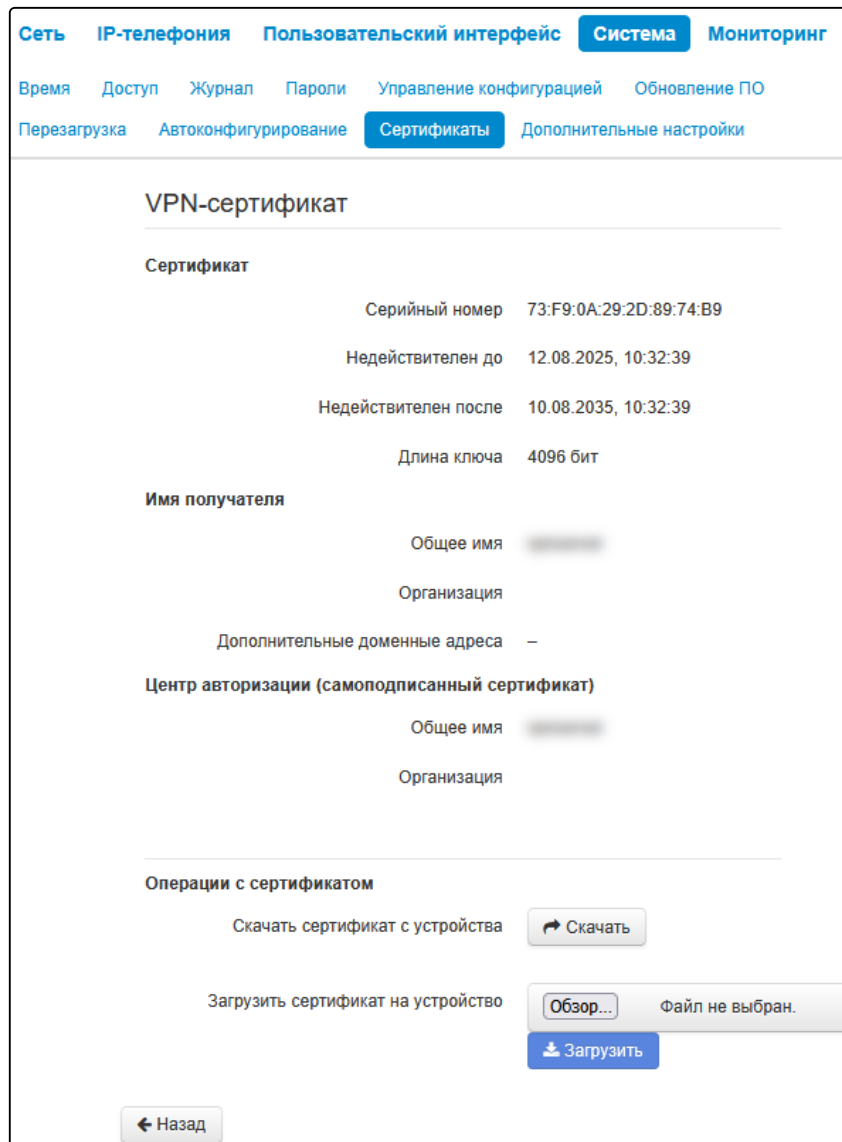 Сеть IP-телефония Пользовательский интерфейс Система Мониторинг
Время Доступ Журнал Пароли Управление конфигурацией Обновление ПО
Перезагрузка Автоконфигурирование Сертификаты Дополнительные настройки
VPN-сертификат
Сертификат
Серийный номер 73:F9:0A:29:2D:89:74:B9
Недействителен до 12.08.2025, 10:32:39
Недействителен после 10.08.2035, 10:32:39
Длина ключа 4096 бит
Имя получателя
Общее имя
Организация
Дополнительные доменные адреса –
Центр авторизации (самоподписанный сертификат)
Общее имя
Организация
Операции с сертификатом
Скачать сертификат с устройства Скачать
Загрузить сертификат на устройство Обзор... Файл не выбран.
Загрузить
Назад